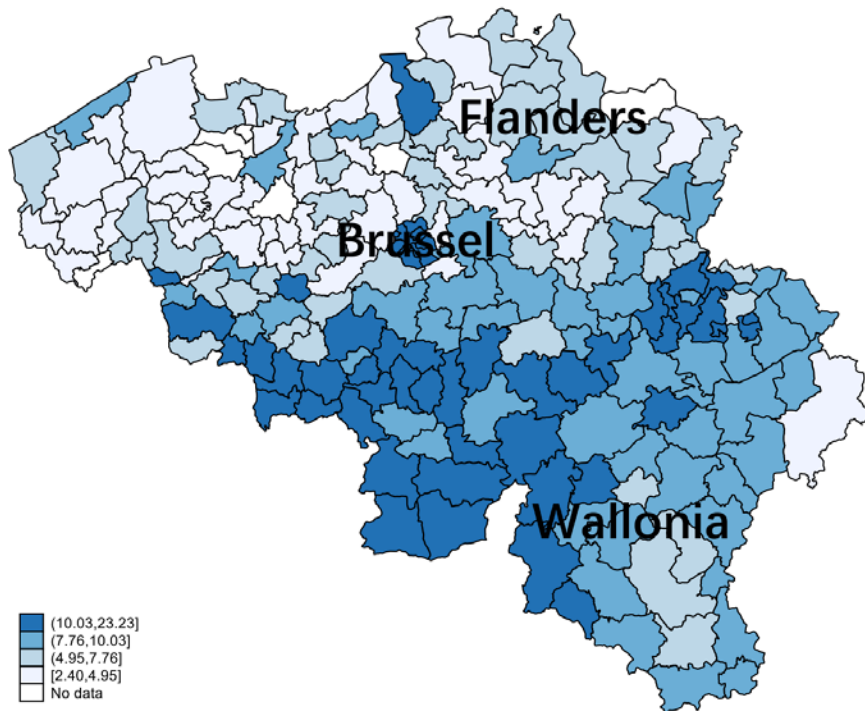 Flanders
Brussel
Wallonia
(10.03,23.23]
(7.76,10.03]
(4.95,7.76]
[2.40,4.95]
No data